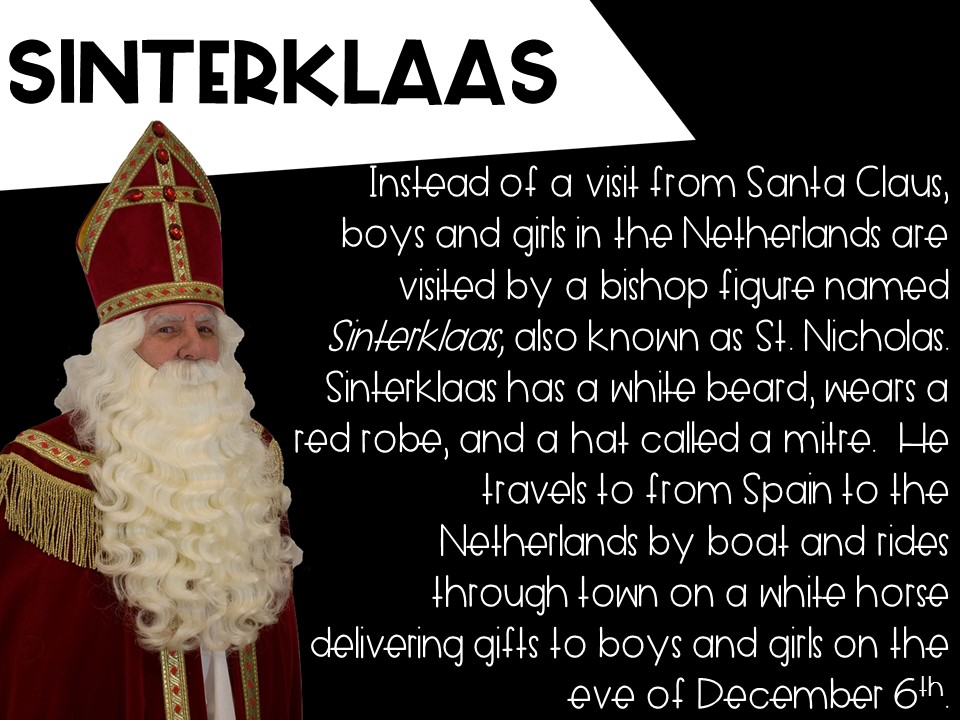 SINTERKLAAS
Instead of a visit from Santa Claus,
boys and girls in the Netherlands are
visited by a bishop figure named
Sinterklaas, also known as St. Nicholas.
Sinterklaas has a white beard, wears a
red robe, and a hat called a mitre.  He
travels to from Spain to the
Netherlands by boat and rides
through town on a white horse
delivering gifts to boys and girls on the
eve of December 6th.